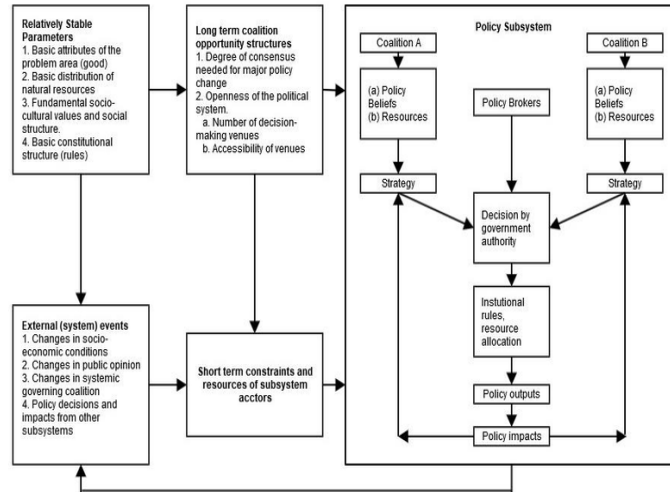 Relatively Stable
Parameters
1. Basic attributes of the
problem area (good)
2. Basic distribution of
natural resources
3. Fundamental socio-
cultural values and social
structure.
4. Basic constitutional
structure (rules)
Long term coalition
opportunity structures
1. Degree of consensus
needed for major policy
change
2. Openness of the political
system.
a. Number of decision-
making venues
b. Accessibility of venues
Policy Subsystem
Coalition A
(a) Policy
Beliefs
(b) Resources
Strategy
Policy Brokers
Coalition B
(a) Policy
Beliefs
(b) Resources
Strategy
Decision by
government
authority
Instutional
rules,
resource
allocation
Policy outputs
Policy impacts
External (system) events
1. Changes in socio-
economic conditions
2. Changes in public opinion
3. Changes in systemic
governing coalition
4. Policy decisions and
impacts from other
subsystems
Short term constraints and
resources of subsystem
acctors